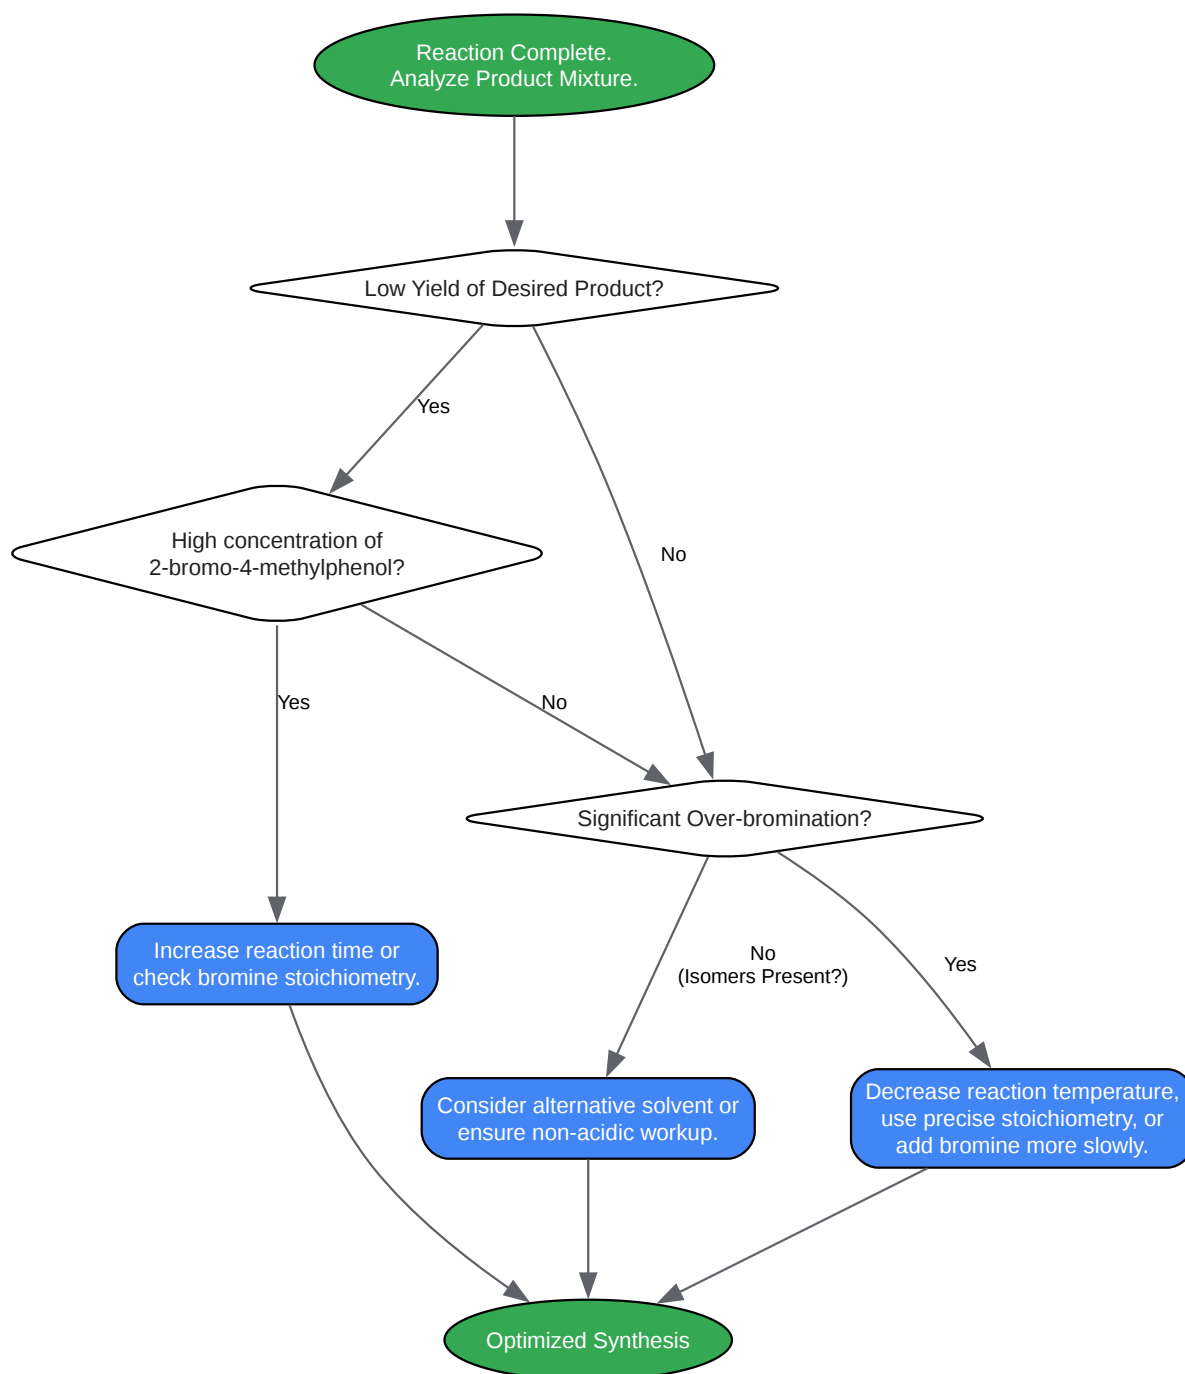 Reaction Complete.
Analyze Product Mixture.
Low Yield of Desired Product?
Yes
High concentration of
2-bromo-4-methylphenol?
No
Yes
No
Significant Over-bromination?
Increase reaction time or
check bromine stoichiometry.
No
(Isomers Present?)
Yes
Consider alternative solvent or
ensure non-acidic workup.
Decrease reaction temperature,
use precise stoichiometry, or
add bromine more slowly.
Optimized Synthesis